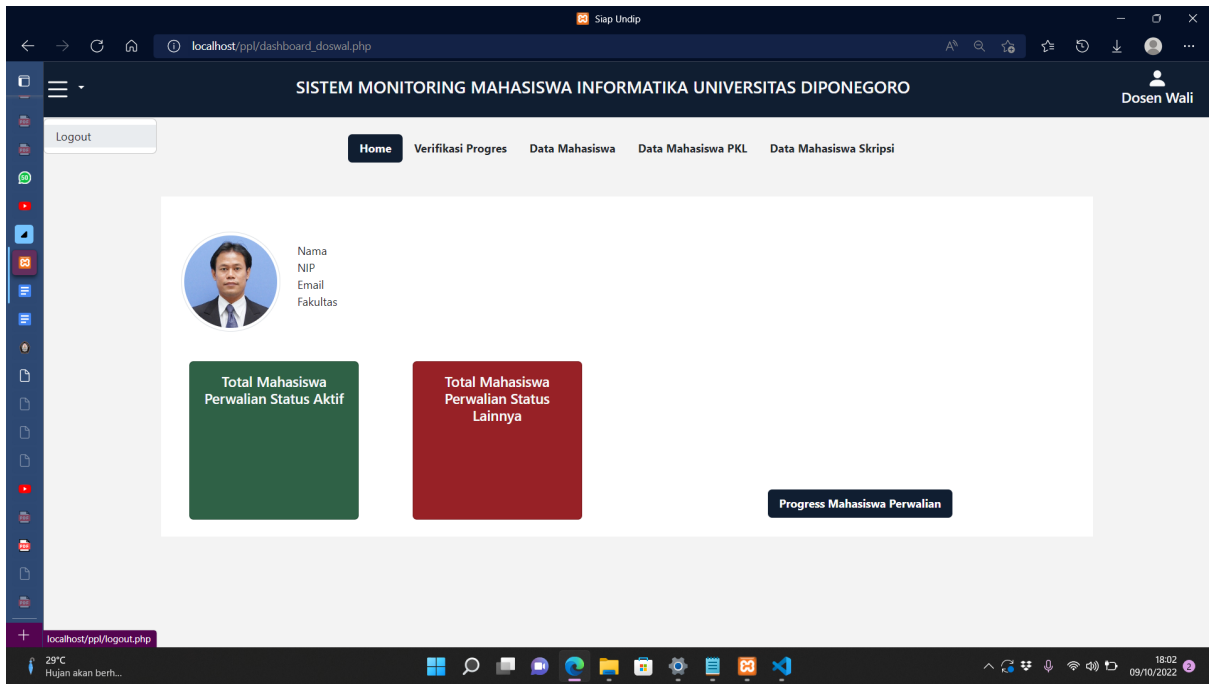 Siap Undip
localhost/ppl/dashboard_doswal.php
SISTEM MONITORING MAHASISWA INFORMATIKA UNIVERSITAS DIPONEGORO
Dosen Wali
Logout
Home Verifikasi Progres Data Mahasiswa Data Mahasiswa PKL Data Mahasiswa Skripsi
Nama
NIP
Email
Fakultas
Total Mahasiswa
Perwalian Status Aktif
Total Mahasiswa
Perwalian Status
Lainnya
Progress Mahasiswa Perwalian
localhost/ppl/logout.php
29°C
Hujan akan berh...
18:02
09/10/2022
2